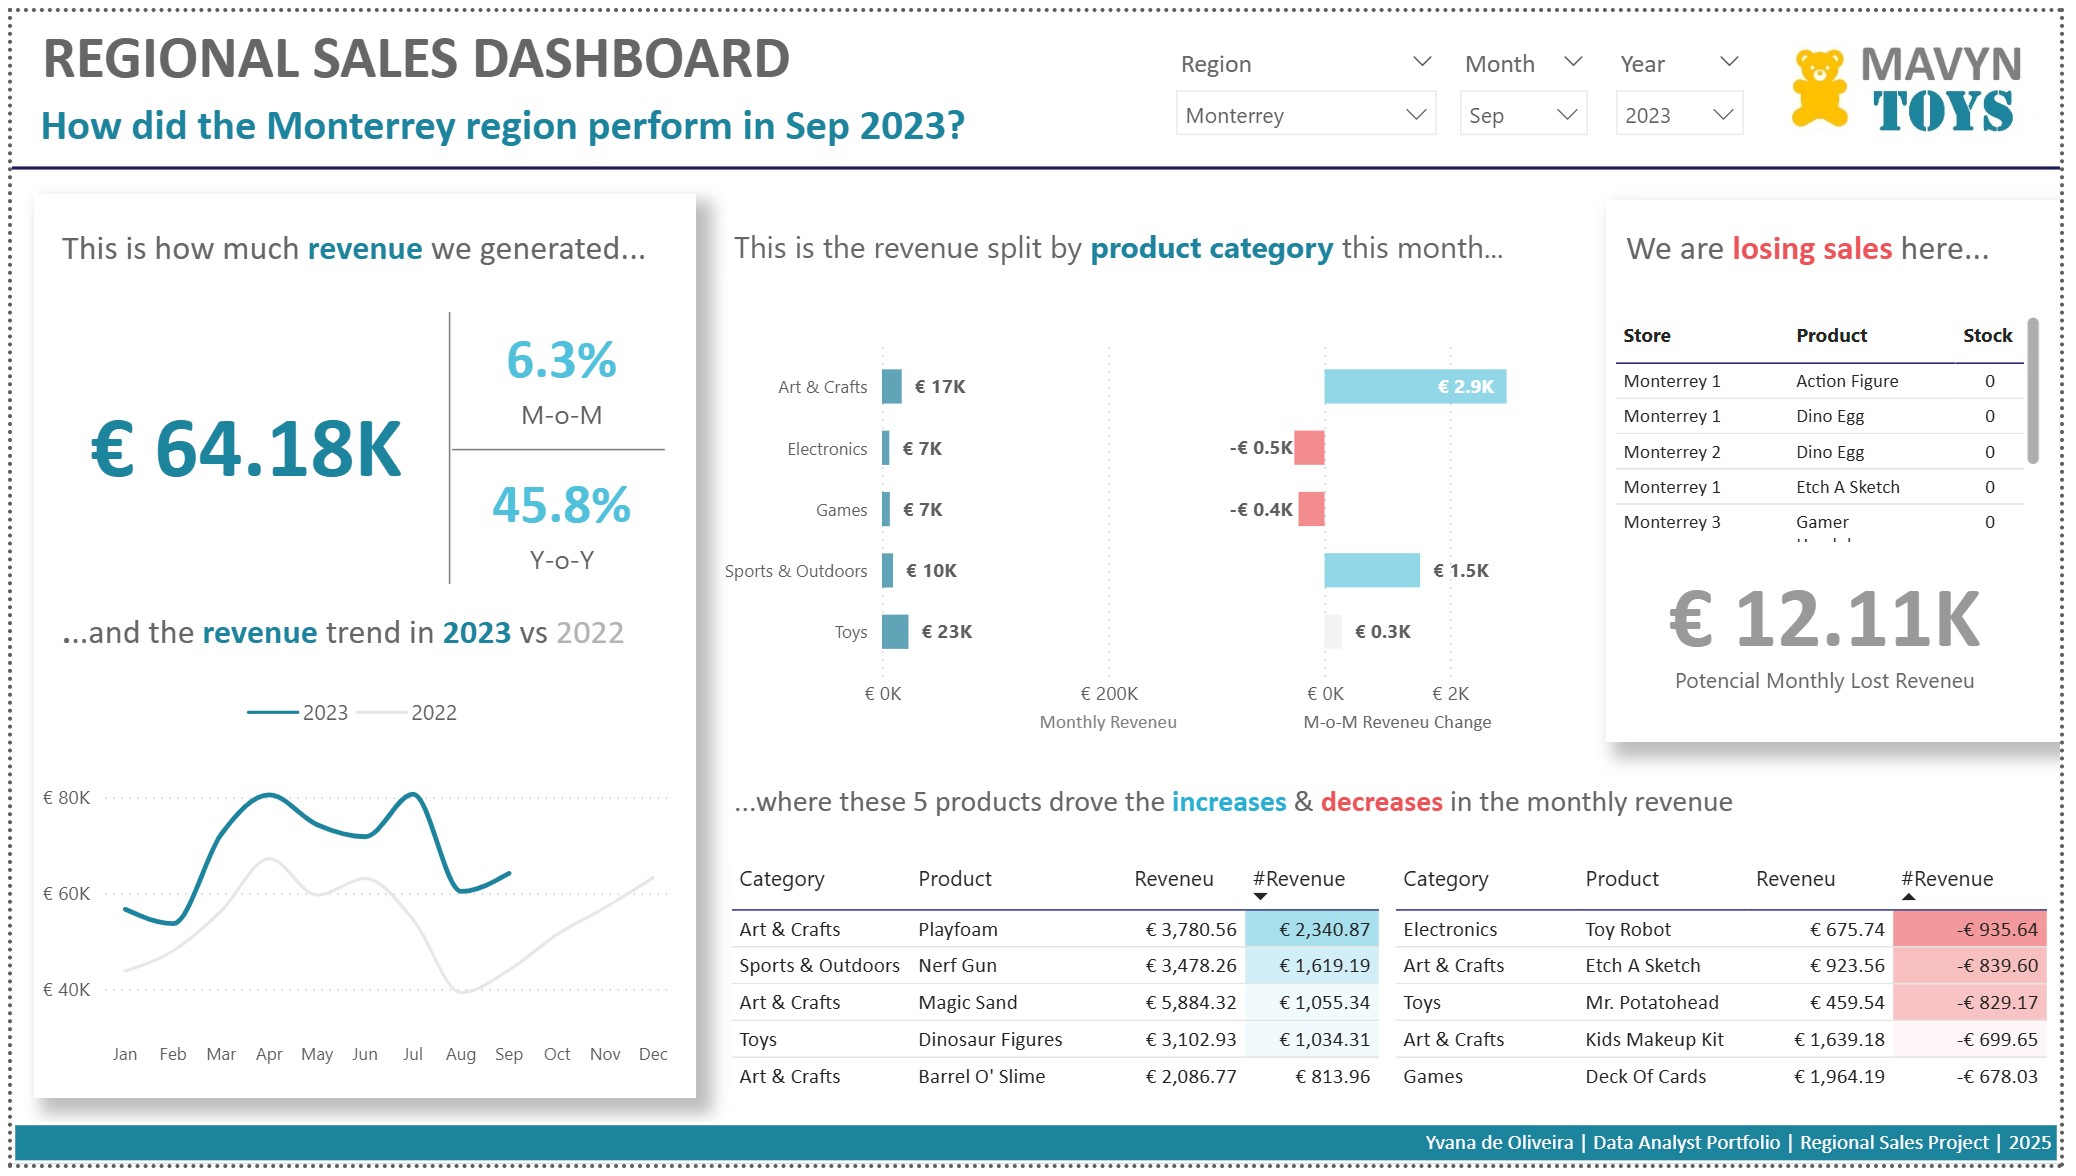 REGIONAL SALES DASHBOARD
How did the Monterrey region perform in Sep 2023?
Region
Month
Year
Monterrey
Sep
2023
MAVYN
TOYS
This is how much revenue we generated...
€ 64.18K
6.3%
M-o-M
45.8%
Y-o-Y
...and the revenue trend in 2023 vs 2022
2023 2022
€ 80K
€ 60K
€ 40K
Jan Feb Mar Apr May Jun Jul Aug Sep Oct Nov Dec
This is the revenue split by product category this month...
Art & Crafts € 17K € 2.9K
Electronics € 7K -€ 0.5K
Games € 7K -€ 0.4K
Sports & Outdoors € 10K € 1.5K
Toys € 23K € 0.3K
€ 0K € 200K € 0K € 2K
Monthly Reveneu M-o-M Reveneu Change
We are losing sales here...
Store Product Stock
Monterrey 1 Action Figure 0
Monterrey 1 Dino Egg 0
Monterrey 2 Dino Egg 0
Monterrey 1 Etch A Sketch 0
Monterrey 3 Gamer 0
€ 12.11K
Potencial Monthly Lost Reveneu
...where these 5 products drove the increases & decreases in the monthly revenue
Category Product Reveneu #Revenue
Art & Crafts Playfoam € 3,780.56 € 2,340.87
Sports & Outdoors Nerf Gun € 3,478.26 € 1,619.19
Art & Crafts Magic Sand € 5,884.32 € 1,055.34
Toys Dinosaur Figures € 3,102.93 € 1,034.31
Art & Crafts Barrel O' Slime € 2,086.77 € 813.96
Category Product Reveneu #Revenue
Electronics Toy Robot € 675.74 -€ 935.64
Art & Crafts Etch A Sketch € 923.56 -€ 839.60
Toys Mr. Potatohead € 459.54 -€ 829.17
Art & Crafts Kids Makeup Kit € 1,639.18 -€ 699.65
Games Deck Of Cards € 1,964.19 -€ 678.03
Yvana de Oliveira | Data Analyst Portfolio | Regional Sales Project | 2025